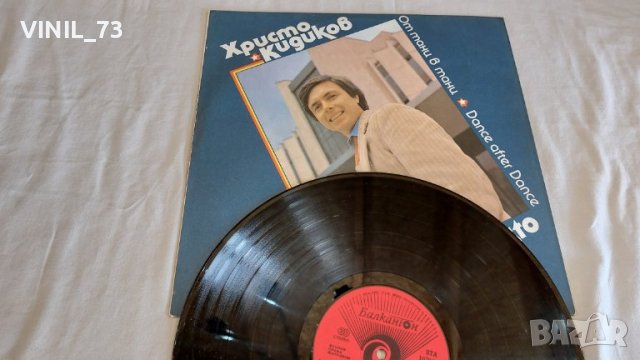 VINIL_73
Христо
Кидиков
От танц в танц ★ Dance after Dance
Балкантон
BAZAR